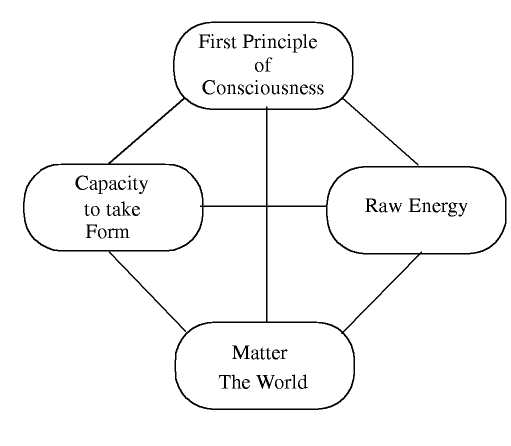 First Principle
of
Consciousness
Capacity
to take
Form
Raw Energy
Matter
The World